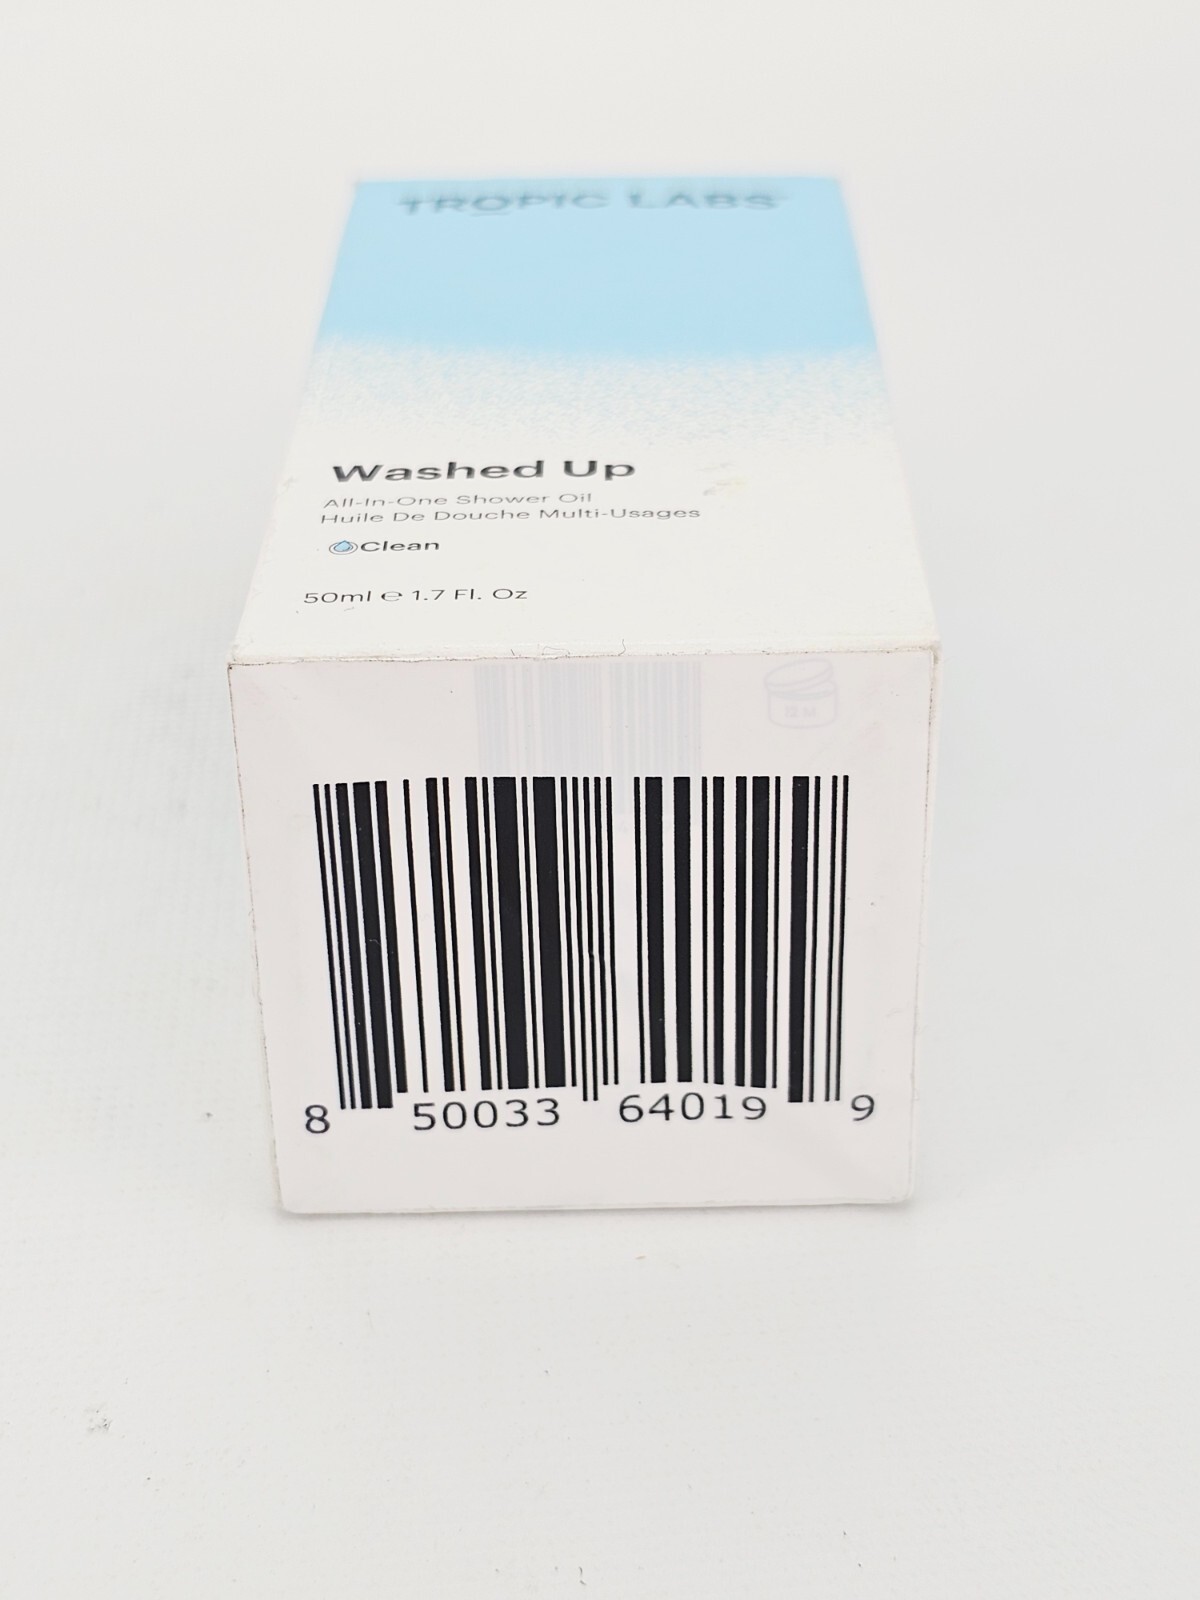 TROPIC LABS
Washed Up
All-In-One Shower Oil
Huile De Douche Multi-Usages
Clean
50ml ℮ 1.7 Fl. Oz
8 50033 64019 9